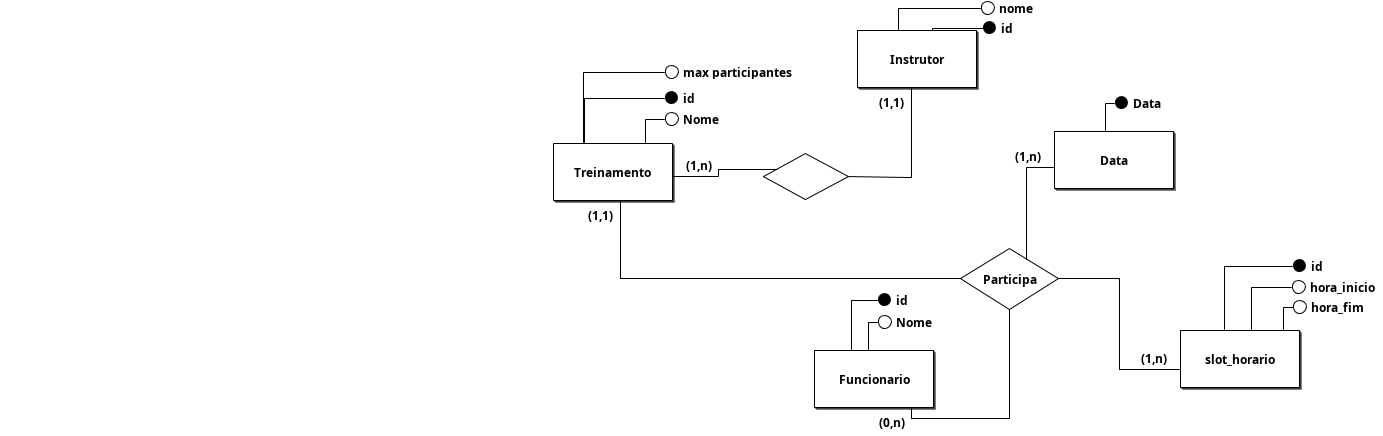 nome
id
Instrutor
(1,1)
max participantes
id
Nome
Treinamento
(1,n)
(1,1)
Data
Data
(1,n)
Participa
id
hora_inicio
hora_fim
slot_horario
(1,n)
id
Nome
Funcionario
(0,n)